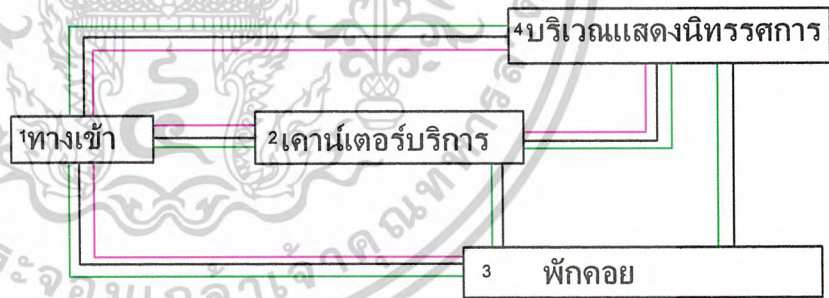 4บริเวณแสดงนิทรรศการ
1ทางเข้า
2เคาน์เตอร์บริการ
3 พักคอย